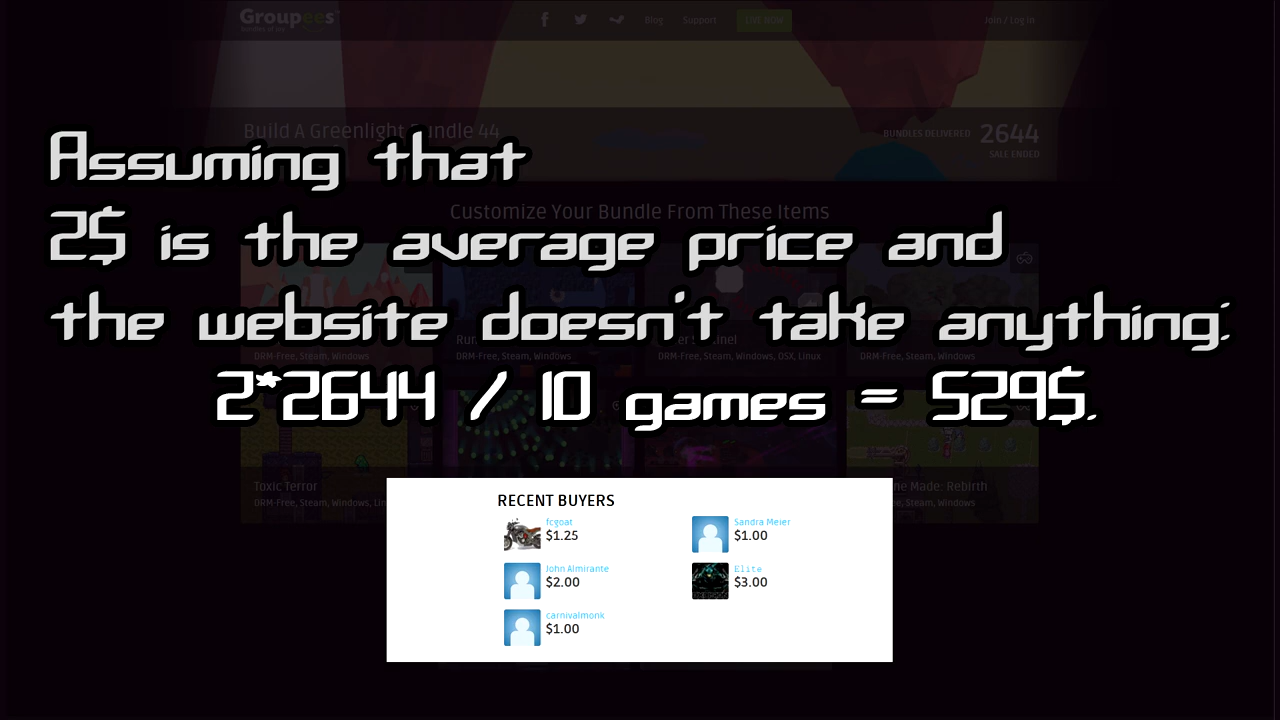 Groupees
Blog
Support
LIVE NOW
Join / Log in
Build A Greenlight Bundle 44
BUNDLES DELIVERED 2644
SALE ENDED
Assuming that
Customize Your Bundle From These Items
2$ is the average price and
the website doesn't take anything:
DRM-Free, Steam, Windows
DRM-Free, Steam, Windows
DRM-Free, Steam, Windows, OSX, Linux
DRM-Free, Steam, Windows
2*2644 / 10 games = 529$.
Toxic Terror
Made: Rebirth
DRM-Free, Steam, Windows
RECENT BUYERS
fcgoat
$1.25
Sandra Meier
$1.00
John Almirante
$2.00
Elite
$3.00
carnivalmonk
$1.00